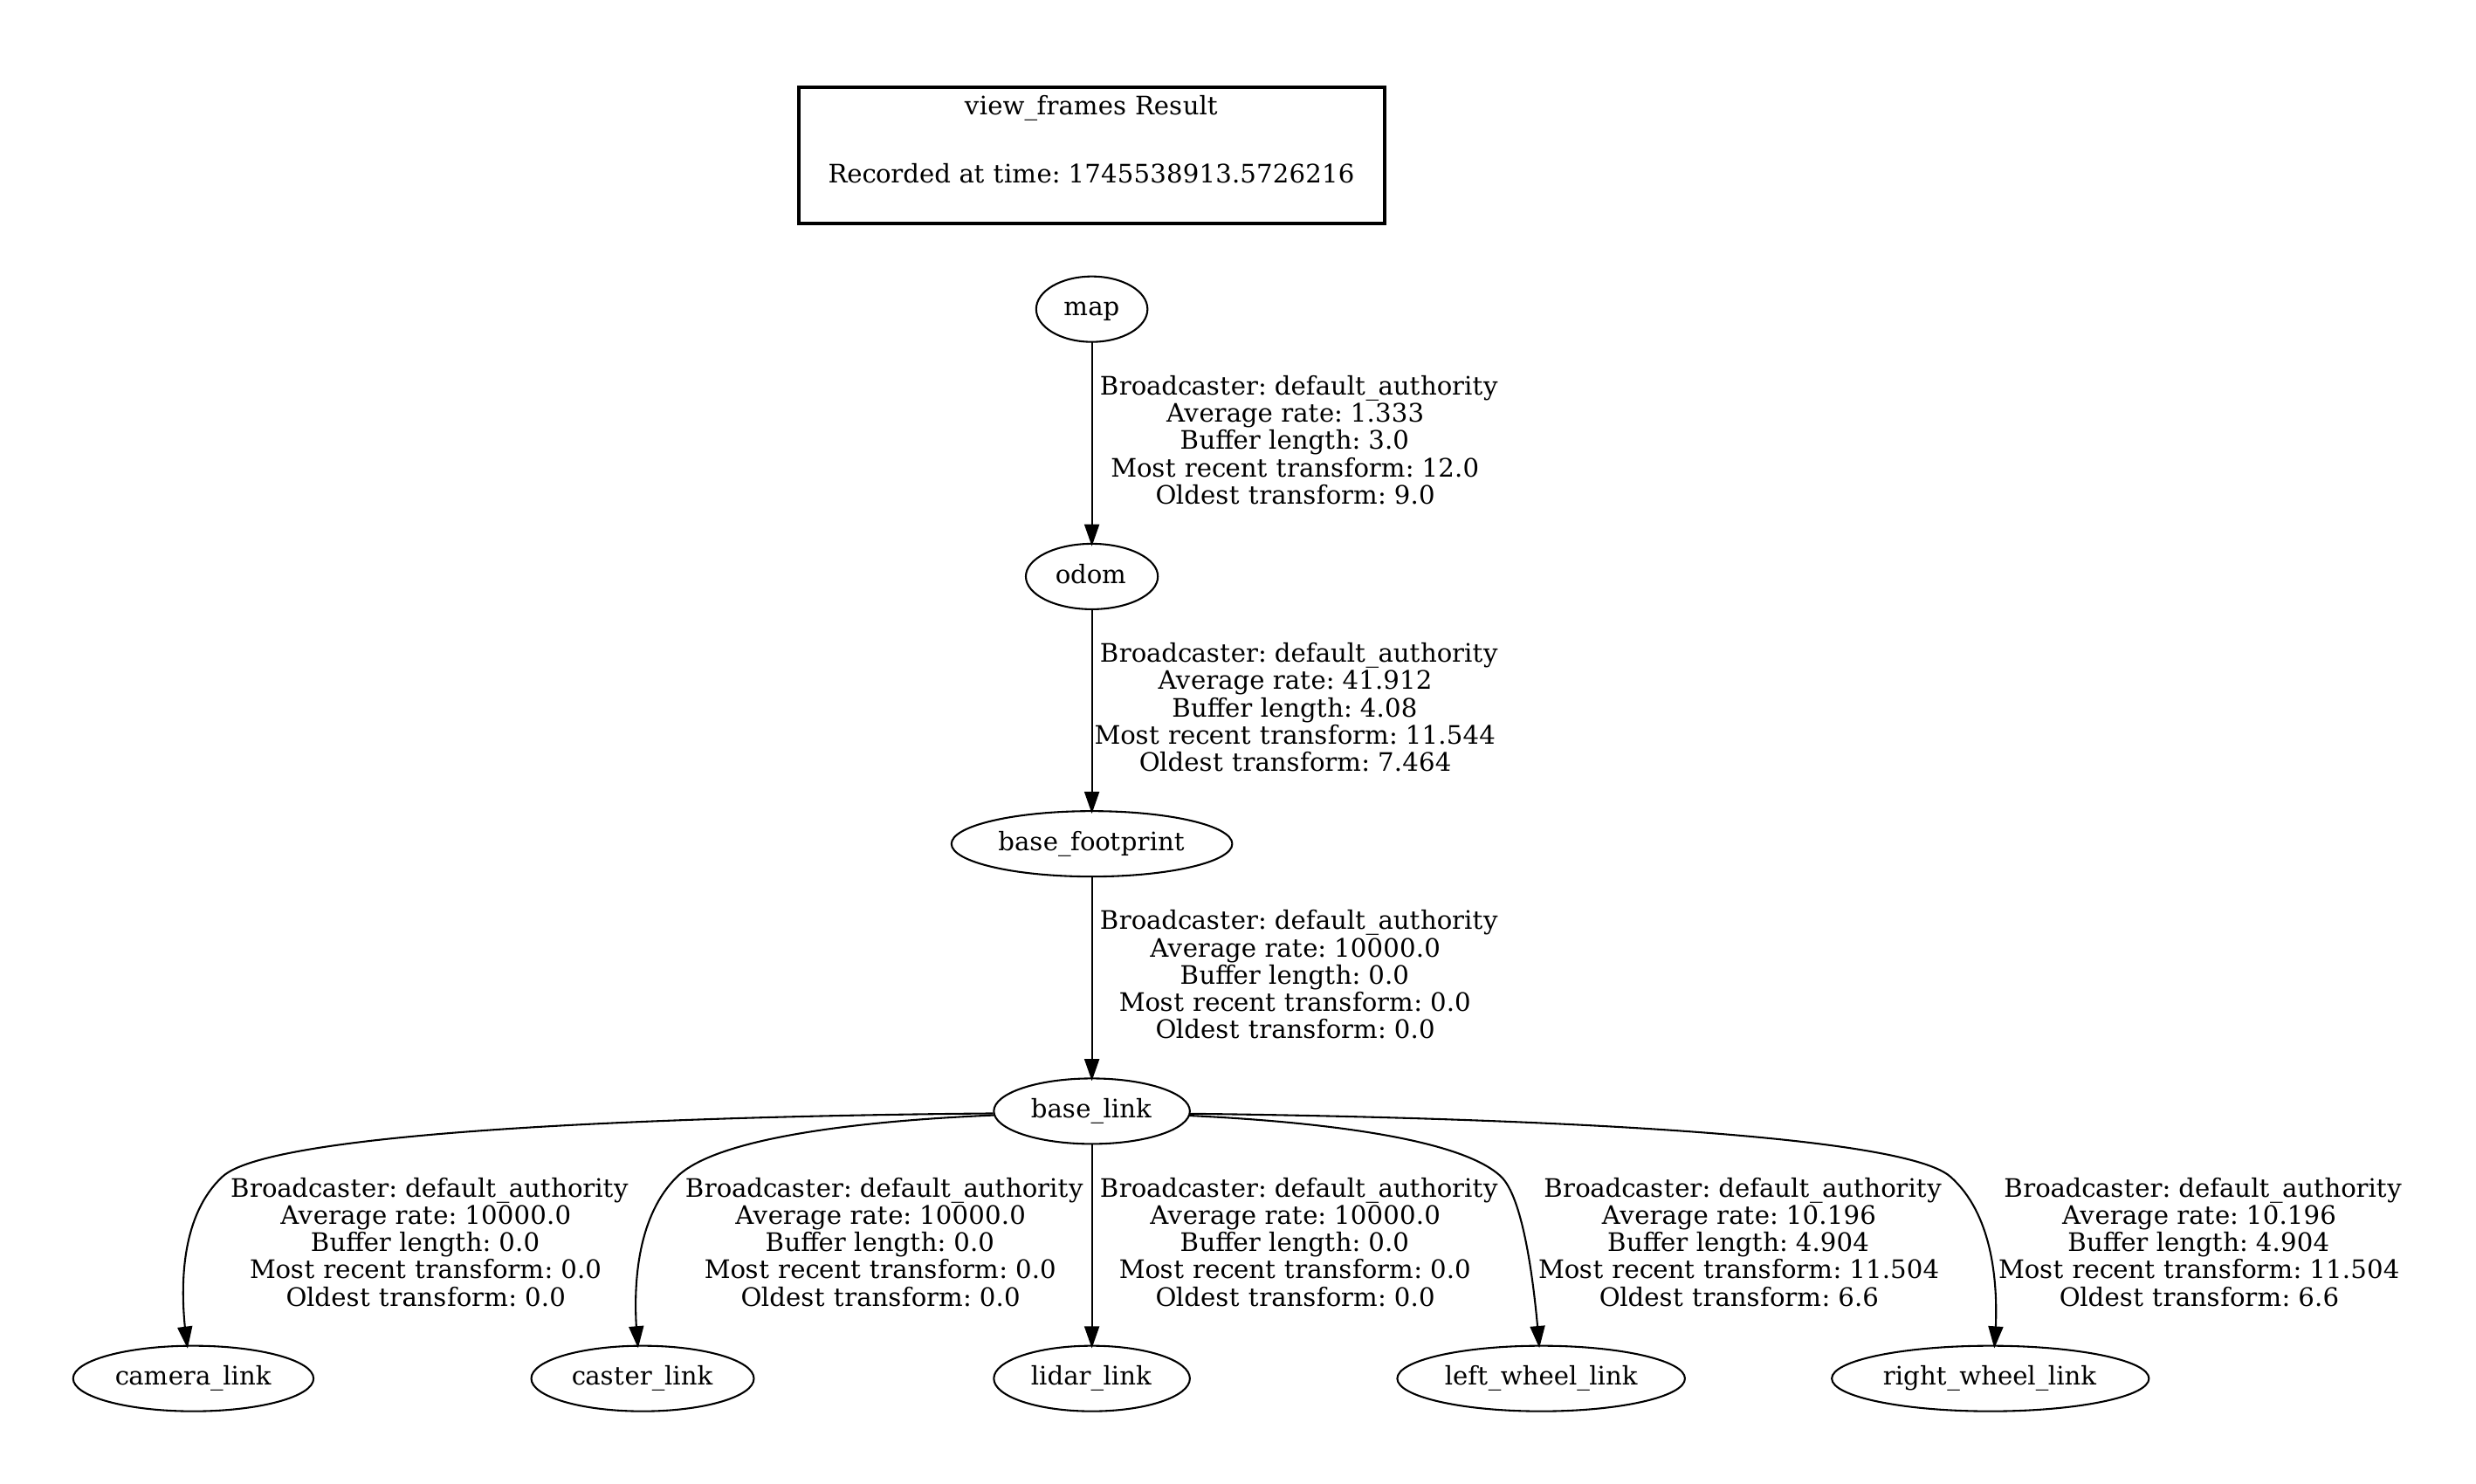 view_frames Result
Recorded at time: 1745538913.5726216
map
Broadcaster: default_authority
Average rate: 1.333
Buffer length: 3.0
Most recent transform: 12.0
Oldest transform: 9.0
odom
Broadcaster: default_authority
Average rate: 41.912
Buffer length: 4.08
Most recent transform: 11.544
Oldest transform: 7.464
base_footprint
Broadcaster: default_authority
Average rate: 10000.0
Buffer length: 0.0
Most recent transform: 0.0
Oldest transform: 0.0
base_link
Broadcaster: default_authority
Average rate: 10000.0
Buffer length: 0.0
Most recent transform: 0.0
Oldest transform: 0.0
Broadcaster: default_authority
Average rate: 10000.0
Buffer length: 0.0
Most recent transform: 0.0
Oldest transform: 0.0
Broadcaster: default_authority
Average rate: 10000.0
Buffer length: 0.0
Most recent transform: 0.0
Oldest transform: 0.0
Broadcaster: default_authority
Average rate: 10.196
Buffer length: 4.904
Most recent transform: 11.504
Oldest transform: 6.6
Broadcaster: default_authority
Average rate: 10.196
Buffer length: 4.904
Most recent transform: 11.504
Oldest transform: 6.6
camera_link
caster_link
lidar_link
left_wheel_link
right_wheel_link